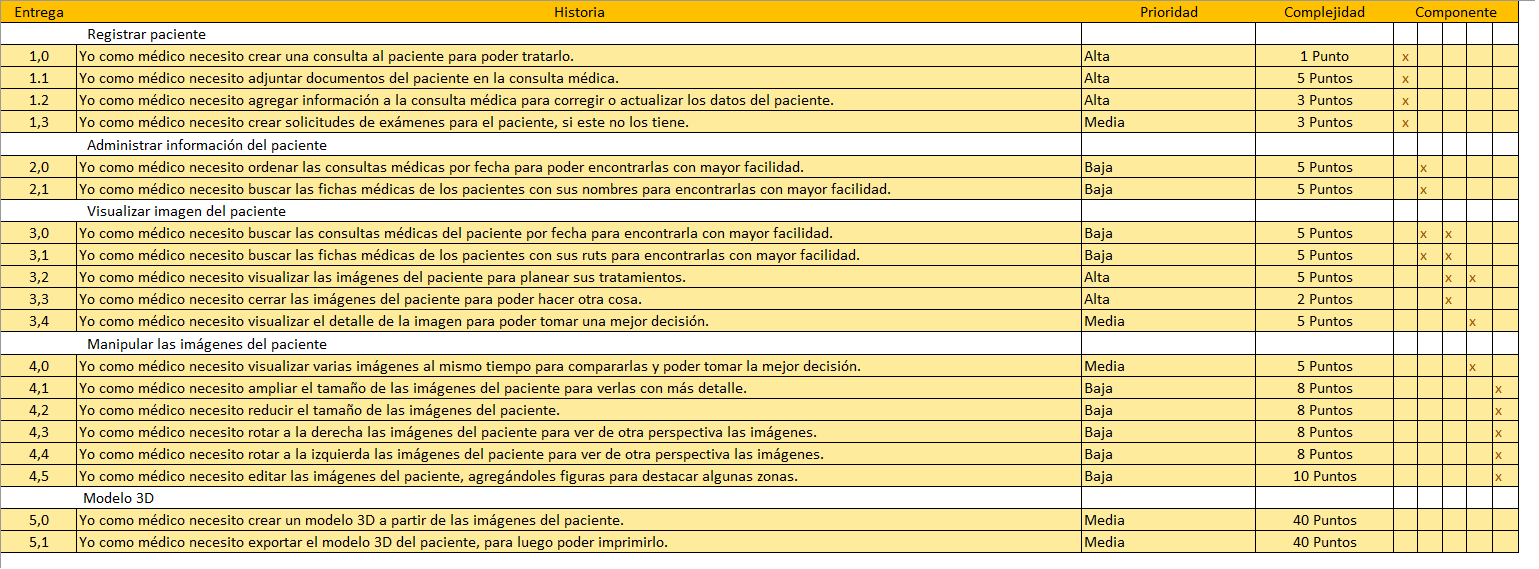 Entrega Historia Prioridad Complejidad Componente
Registrar paciente
1,0 Yo como médico necesito crear una consulta al paciente para poder tratarlo. Alta 1 Punto x
1.1 Yo como médico necesito adjuntar documentos del paciente en la consulta médica. Alta 5 Puntos x
1.2 Yo como médico necesito agregar información a la consulta médica para corregir o actualizar los datos del paciente. Alta 3 Puntos x
1,3 Yo como médico necesito crear solicitudes de exámenes para el paciente, si este no los tiene. Media 3 Puntos x
Administrar información del paciente
2,0 Yo como médico necesito ordenar las consultas médicas por fecha para poder encontrarlas con mayor facilidad. Baja 5 Puntos x
2,1 Yo como médico necesito buscar las fichas médicas de los pacientes con sus nombres para encontrarlas con mayor facilidad. Baja 5 Puntos x
Visualizar imagen del paciente
3,0 Yo como médico necesito buscar las consultas médicas del paciente por fecha para encontrarla con mayor facilidad. Baja 5 Puntos x x
3,1 Yo como médico necesito buscar las fichas médicas de los pacientes con sus ruts para encontrarlas con mayor facilidad. Baja 5 Puntos x x
3,2 Yo como médico necesito visualizar las imágenes del paciente para planear sus tratamientos. Alta 5 Puntos x x
3,3 Yo como médico necesito cerrar las imágenes del paciente para poder hacer otra cosa. Alta 2 Puntos x
3,4 Yo como médico necesito visualizar el detalle de la imagen para poder tomar una mejor decisión. Media 5 Puntos x
Manipular las imágenes del paciente
4,0 Yo como médico necesito visualizar varias imágenes al mismo tiempo para compararlas y poder tomar la mejor decisión. Media 5 Puntos x
4,1 Yo como médico necesito ampliar el tamaño de las imágenes del paciente para verlas con más detalle. Baja 8 Puntos x
4,2 Yo como médico necesito reducir el tamaño de las imágenes del paciente. Baja 8 Puntos x
4,3 Yo como médico necesito rotar a la derecha las imágenes del paciente para ver de otra perspectiva las imágenes. Baja 8 Puntos x
4,4 Yo como médico necesito rotar a la izquierda las imágenes del paciente para ver de otra perspectiva las imágenes. Baja 8 Puntos x
4,5 Yo como médico necesito editar las imágenes del paciente, agregándoles figuras para destacar algunas zonas. Baja 10 Puntos x
Modelo 3D
5,0 Yo como médico necesito crear un modelo 3D a partir de las imágenes del paciente. Media 40 Puntos
5,1 Yo como médico necesito exportar el modelo 3D del paciente, para luego poder imprimirlo. Media 40 Puntos